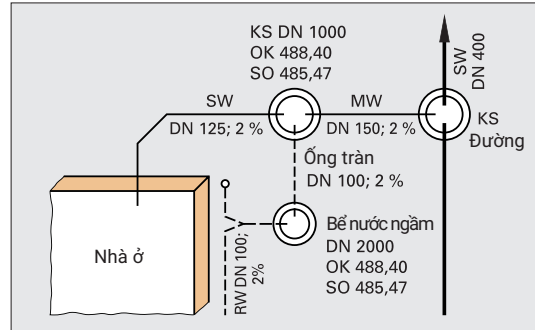 KS DN 1000
OK 488,40
SO 485,47
SW
DN 400
SW
MW
KS
Đường
DN 125; 2 %
DN 150; 2 %
Ống tràn
DN 100; 2 %
Nhà ở
RW DN 100;
2%
Bể nước ngầm
DN 2000
OK 488,40
SO 485,47